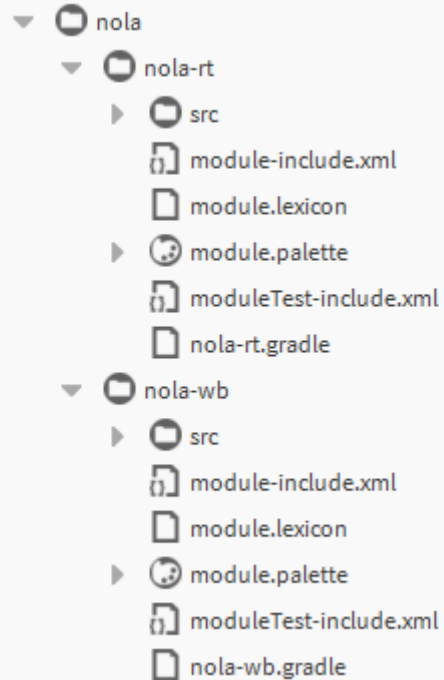 nola
nola-rt
src
module-include.xml
module.lexicon
module.palette
moduleTest-include.xml
nola-rt.gradle
nola-wb
src
module-include.xml
module.lexicon
module.palette
moduleTest-include.xml
nola-wb.gradle